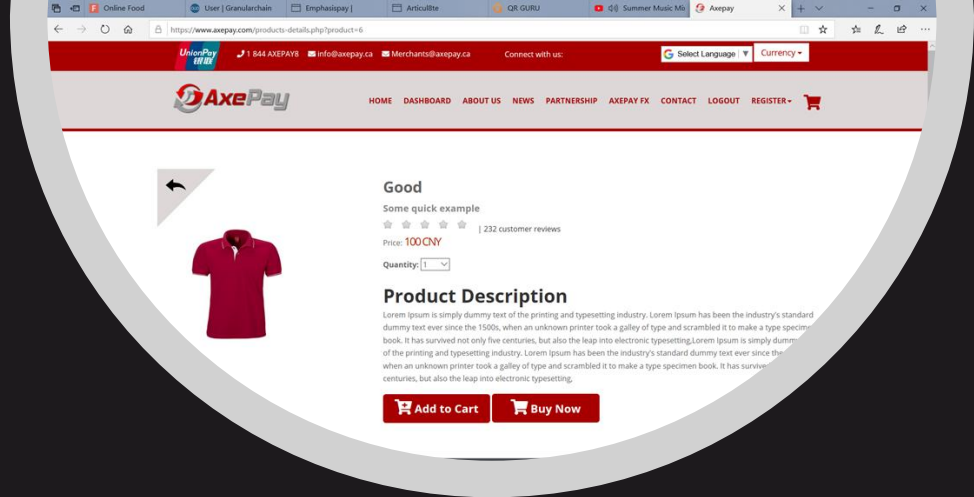 Online Food
User | Granularchain
Emphasispay |
Articul8te
QR GURU
Summer Music Mix
Axepay
https://www.axepay.com/products-details.php?product=6
UnionPay
银联
1 844 AXEPAY8
info@axepay.ca
Merchants@axepay.ca
Connect with us:
Select Language
Currency
AxePay
HOME DASHBOARD ABOUT US NEWS PARTNERSHIP AXEPAY FX CONTACT LOGOUT REGISTER
Good
Some quick example
| 232 customer reviews
Price: 100 CNY
Quantity: 1
Product Description
Lorem Ipsum is simply dummy text of the printing and typesetting industry. Lorem Ipsum has been the industry's standard
dummy text ever since the 1500s, when an unknown printer took a galley of type and scrambled it to make a type specim
book. It has survived not only five centuries, but also the leap into electronic typesetting,Lorem Ipsum is simply dumm
of the printing and typesetting industry. Lorem Ipsum has been the industry's standard dummy text ever since the
when an unknown printer took a galley of type and scrambled it to make a type specimen book. It has survive
centuries, but also the leap into electronic typesetting,
Add to Cart
Buy Now